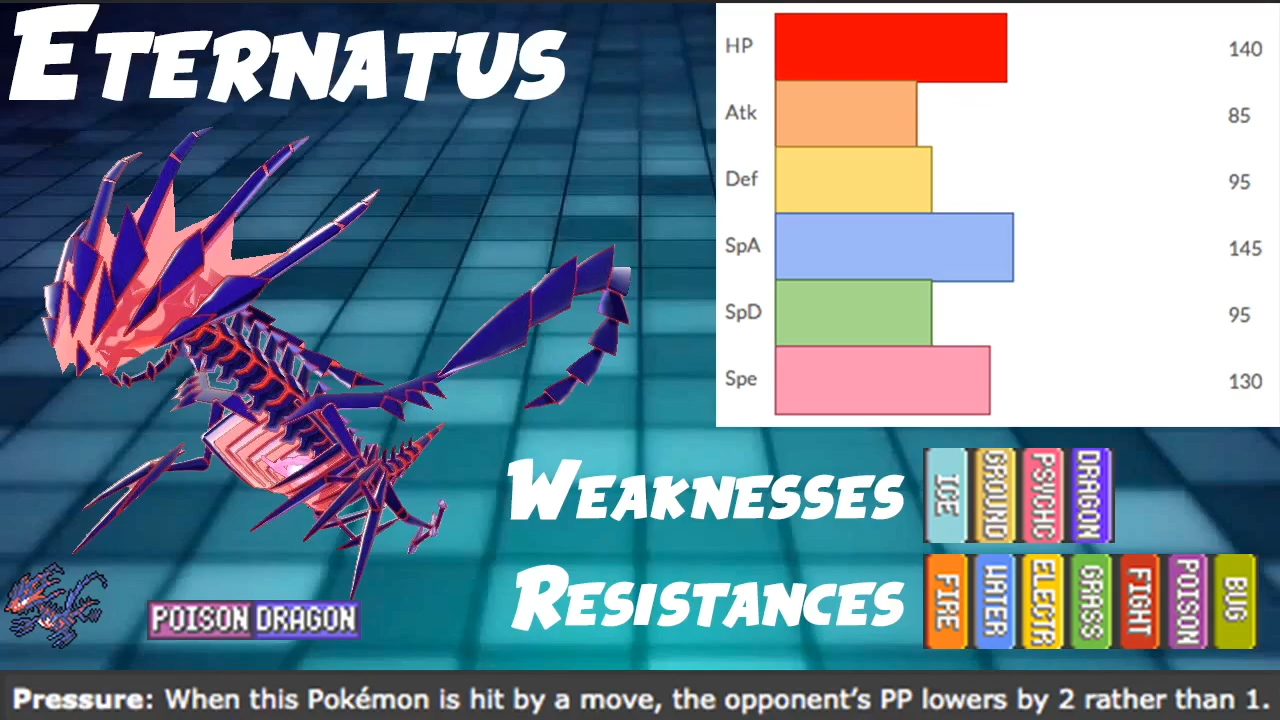 ETERNATUS
HP 140
Atk 85
Def 95
SpA 145
SpD 95
Spe 130
WEAKNESSES ICE GROUND PSYCHC DRAGON
RESISTANCES FIRE WATER ELECTR GRASS FIGHT POISON BUG
POISON DRAGON
Pressure: When this Pokémon is hit by a move, the opponent's PP lowers by 2 rather than 1.